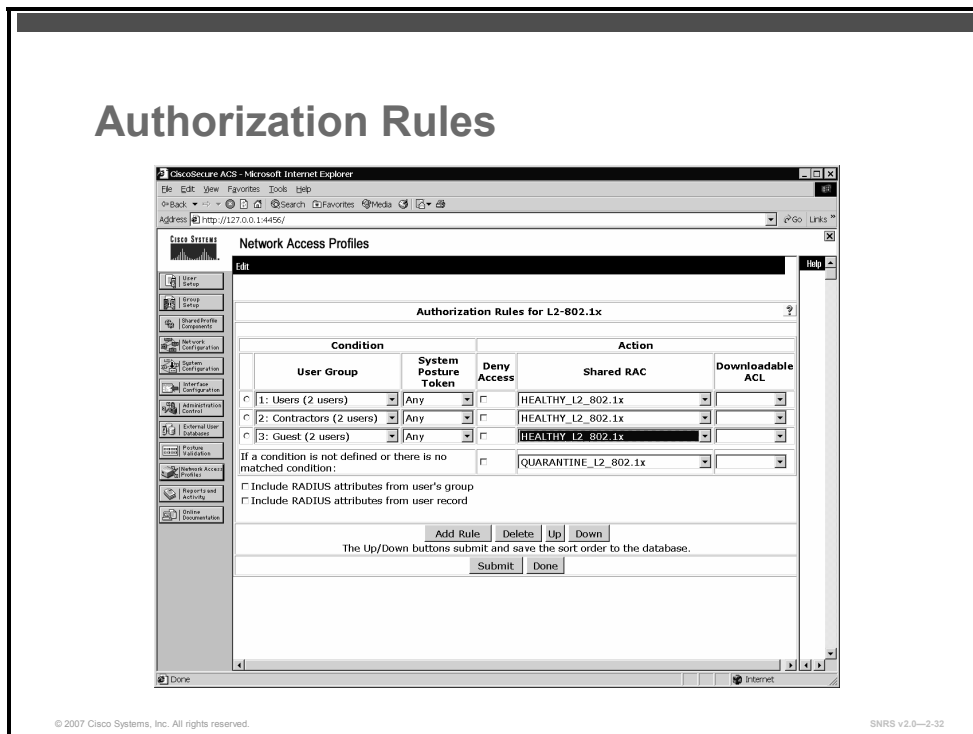 Authorization Rules
CiscoSecure ACS - Microsoft Internet Explorer
File Edit View Favorites Tools Help
Back Search Favorites Media
Address http://127.0.0.1:4456/ Go Links »
CISCO SYSTEMS
Network Access Profiles
Edit
Help
User Setup
Group Setup
Shared Profile Components
Network Configuration
System Configuration
Interface Configuration
Administration Control
External User Databases
Posture Validation
Network Access Profiles
Reports and Activity
Online Documentation
Authorization Rules for L2-802.1x
?
Condition Action
User Group System Posture Token Deny Access Shared RAC Downloadable ACL
1: Users (2 users) Any HEALTHY_L2_802.1x
2: Contractors (2 users) Any HEALTHY_L2_802.1x
3: Guest (2 users) Any HEALTHY_L2_802.1x
If a condition is not defined or there is no
matched condition: QUARANTINE_L2_802.1x
Include RADIUS attributes from user's group
Include RADIUS attributes from user record
Add Rule Delete Up Down
The Up/Down buttons submit and save the sort order to the database.
Submit Done
Done Internet
© 2007 Cisco Systems, Inc. All rights reserved. SNRS v2.0—2-32